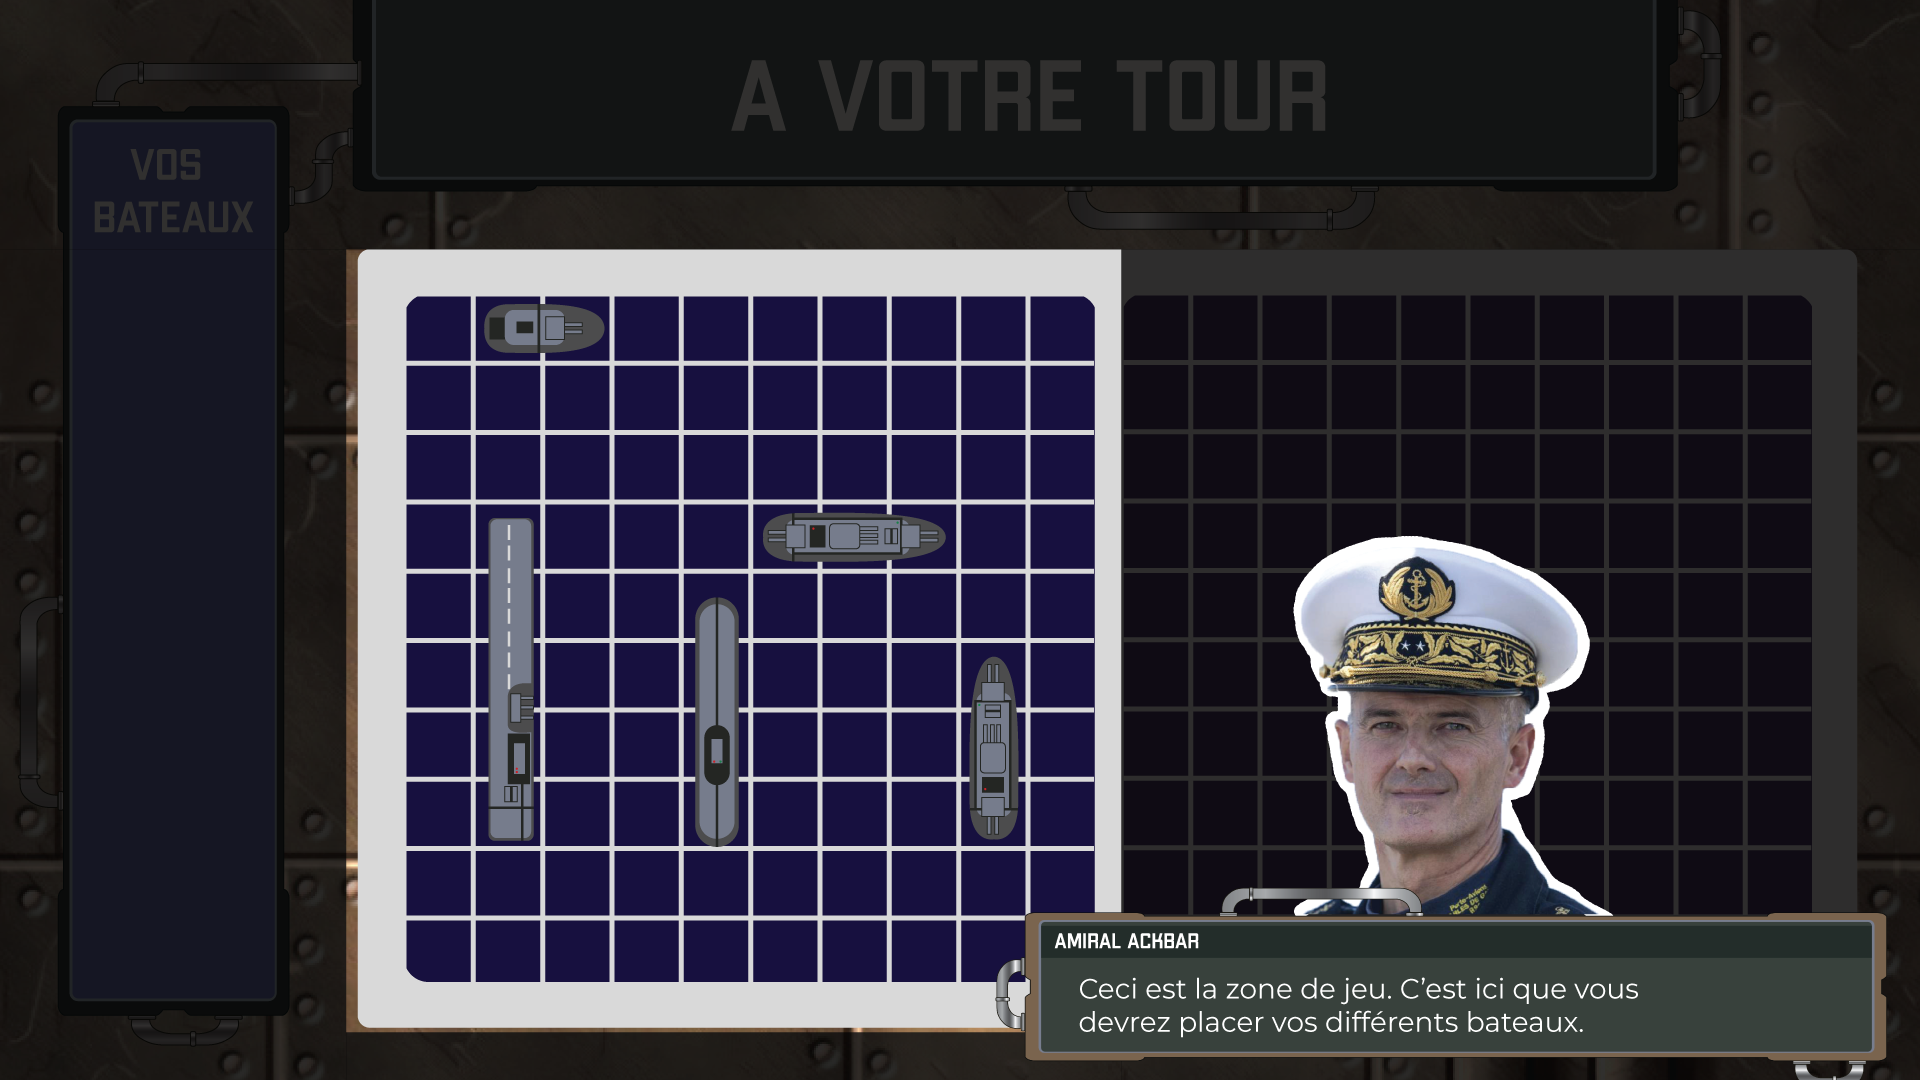 A VOTRE TOUR
VOS
BATEAUX
AMIRAL ACKBAR
Ceci est la zone de jeu. C’est ici que vous
devrez placer vos différents bateaux.